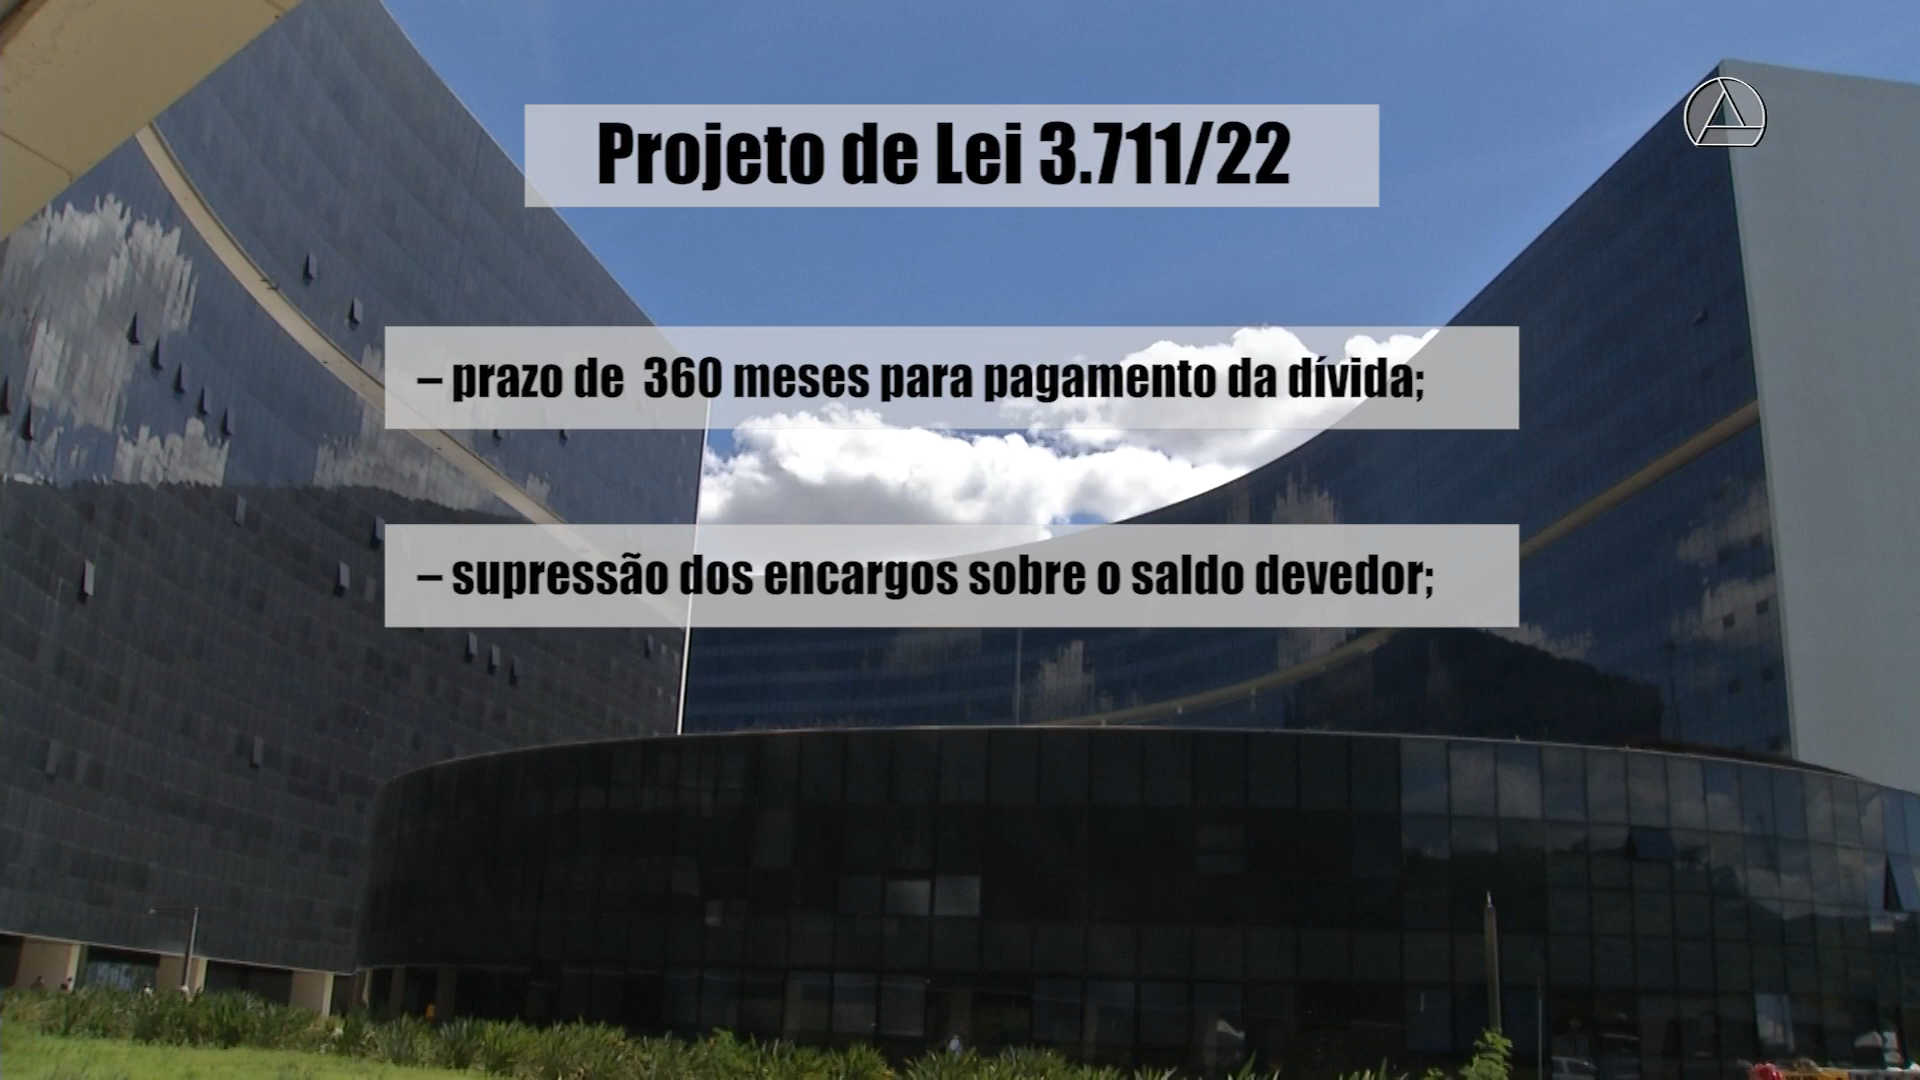 Projeto de Lei 3.711/22
– prazo de  360 meses para pagamento da dívida;
– supressão dos encargos sobre o saldo devedor;